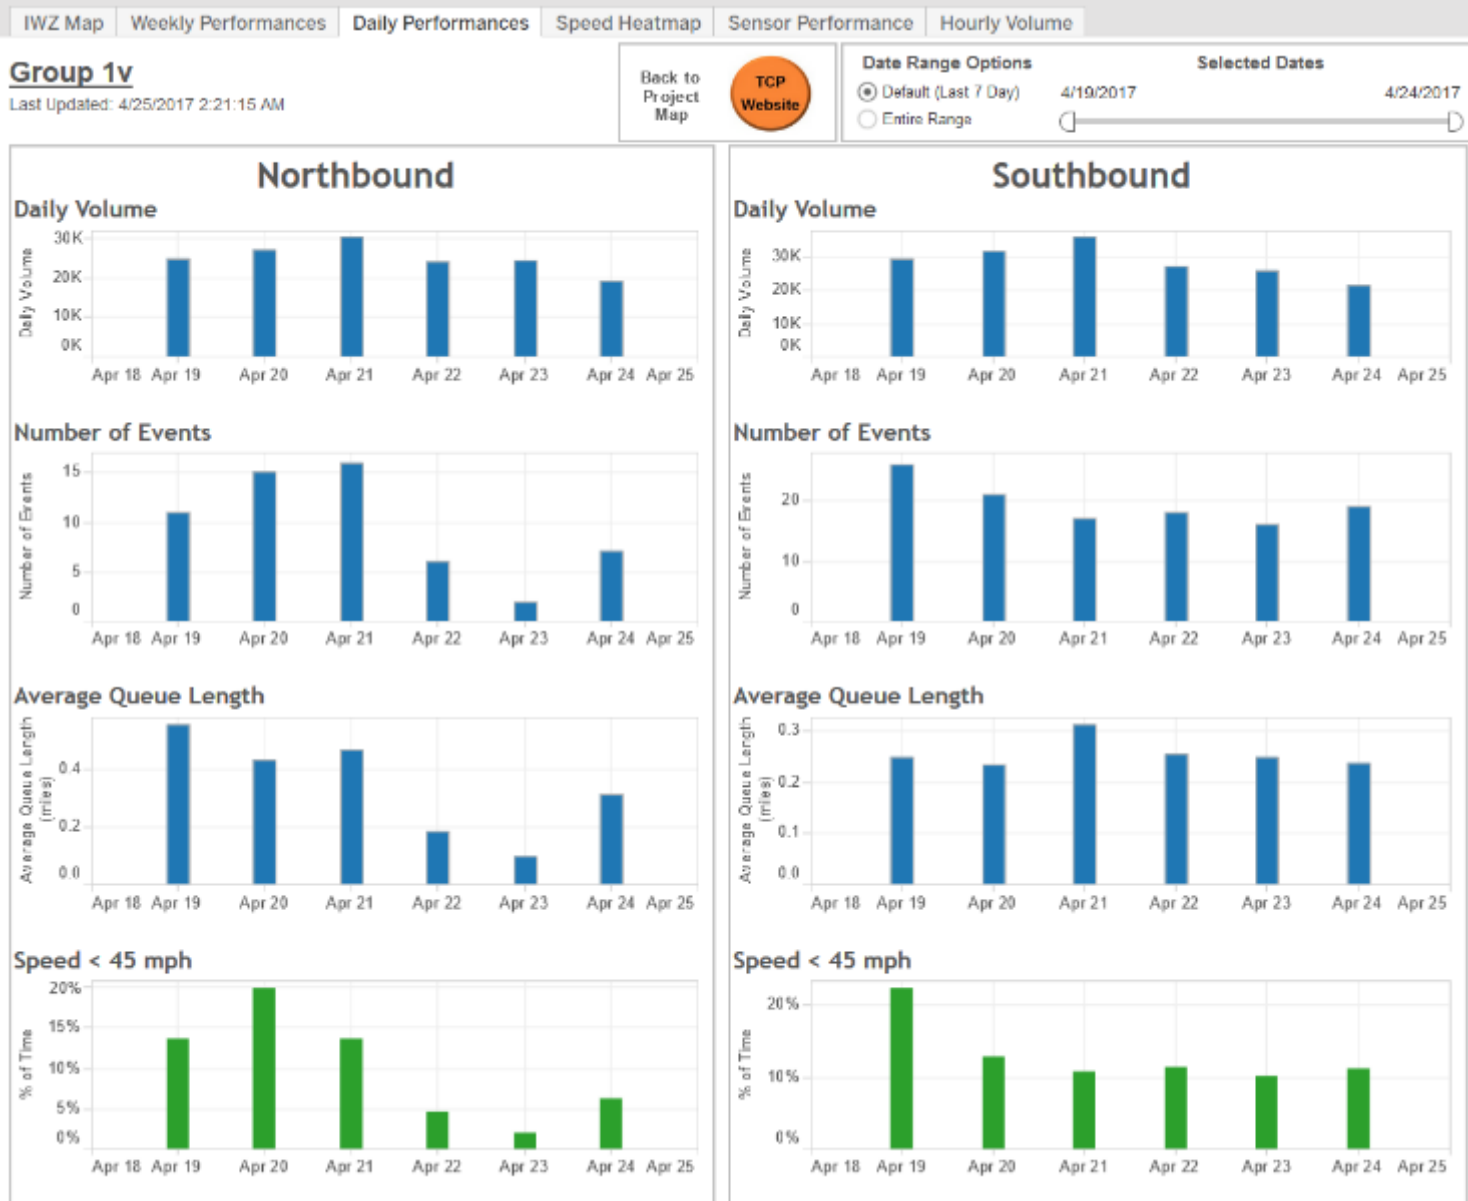 IWZ Map Weekly Performances Daily Performances Speed Heatmap Sensor Performance Hourly Volume
Group 1v
Last Updated: 4/25/2017 2:21:15 AM
Back to
Project
Map
TCP
Website
Date Range Options
Default (Last 7 Day)
Entire Range
Selected Dates
4/19/2017 4/24/2017
Northbound
Daily Volume
Daily Volume
30K
20K
10K
0K
Apr 18 Apr 19 Apr 20 Apr 21 Apr 22 Apr 23 Apr 24 Apr 25
Number of Events
Number of Events
15
10
5
0
Apr 18 Apr 19 Apr 20 Apr 21 Apr 22 Apr 23 Apr 24 Apr 25
Average Queue Length
Average Queue Length
(miles)
0.4
0.2
0.0
Apr 18 Apr 19 Apr 20 Apr 21 Apr 22 Apr 23 Apr 24 Apr 25
Speed < 45 mph
% of Time
20%
15%
10%
5%
0%
Apr 18 Apr 19 Apr 20 Apr 21 Apr 22 Apr 23 Apr 24 Apr 25
Southbound
Daily Volume
Daily Volume
30K
20K
10K
0K
Apr 18 Apr 19 Apr 20 Apr 21 Apr 22 Apr 23 Apr 24 Apr 25
Number of Events
Number of Events
20
10
0
Apr 18 Apr 19 Apr 20 Apr 21 Apr 22 Apr 23 Apr 24 Apr 25
Average Queue Length
Average Queue Length
(miles)
0.3
0.2
0.1
0.0
Apr 18 Apr 19 Apr 20 Apr 21 Apr 22 Apr 23 Apr 24 Apr 25
Speed < 45 mph
% of Time
20%
10%
0%
Apr 18 Apr 19 Apr 20 Apr 21 Apr 22 Apr 23 Apr 24 Apr 25